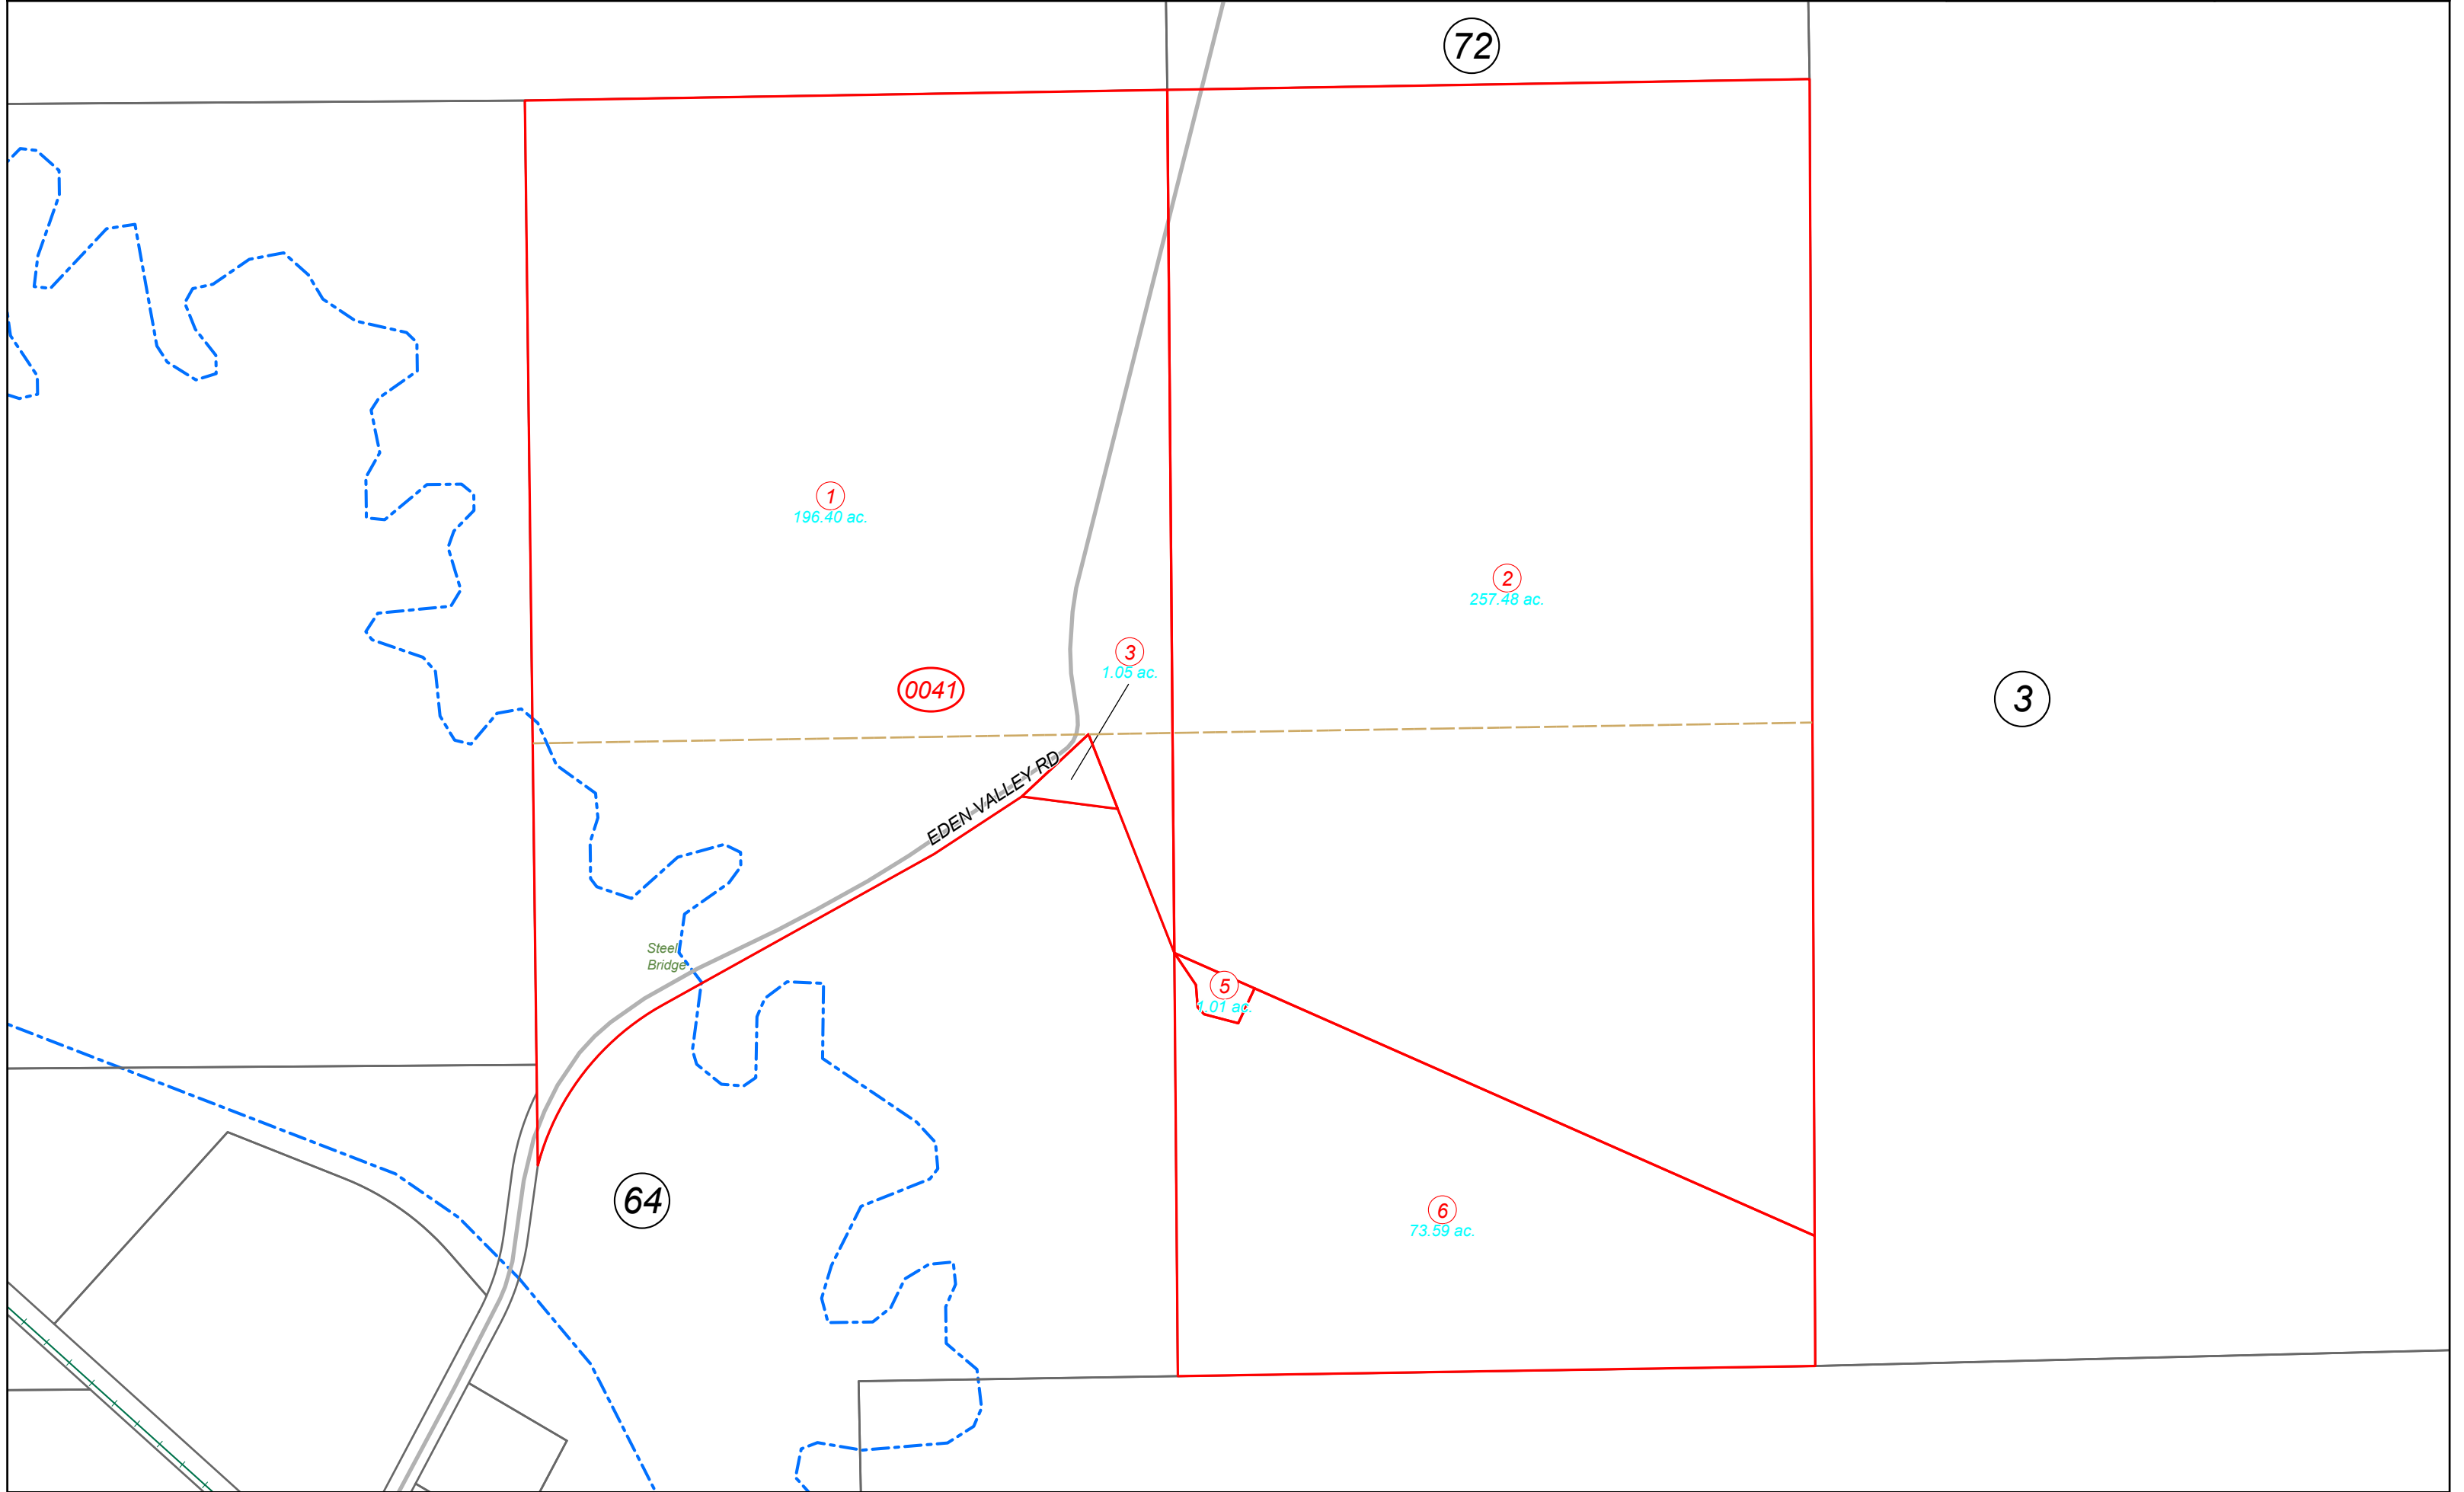 72
1
196.40 ac.
2
257.48 ac.
3
1.05 ac.
0041
3
EDEN VALLEY RD
Steel
Bridge
5
1.01 ac.
64
6
73.59 ac.